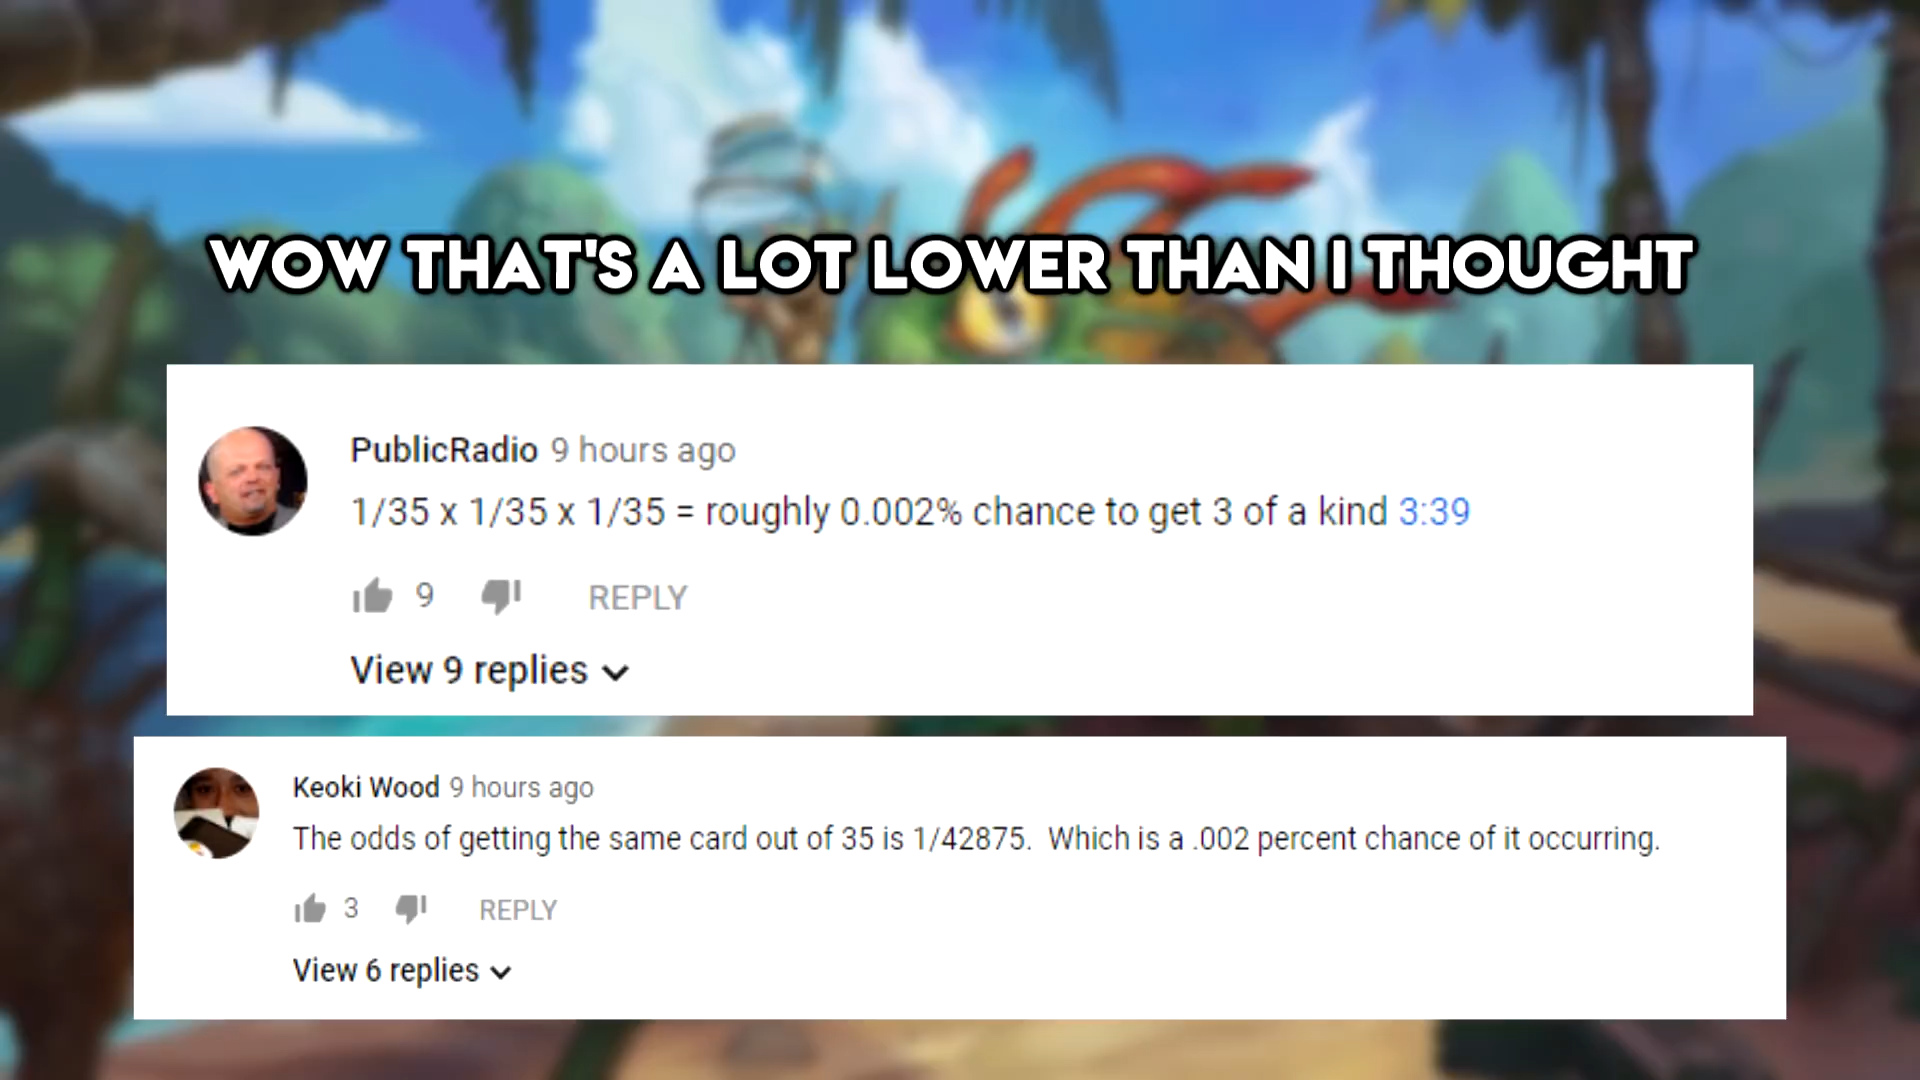 WOW THAT'S A LOT LOWER THAN I THOUGHT
PublicRadio 9 hours ago
1/35 x 1/35 x 1/35 = roughly 0.002% chance to get 3 of a kind 3:39
9 REPLY
View 9 replies
Keoki Wood 9 hours ago
The odds of getting the same card out of 35 is 1/42875.  Which is a .002 percent chance of it occurring.
3 REPLY
View 6 replies